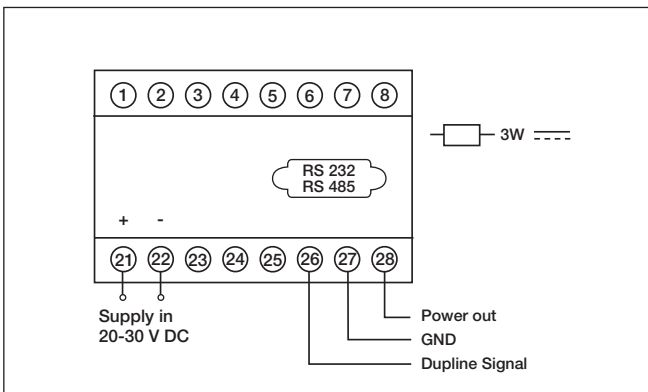 1 2 3 4 5 6 7 8
3W
RS 232
RS 485
+ -
21 22 23 24 25 26 27 28
Supply in
20-30 V DC
Power out
GND
Dupline Signal